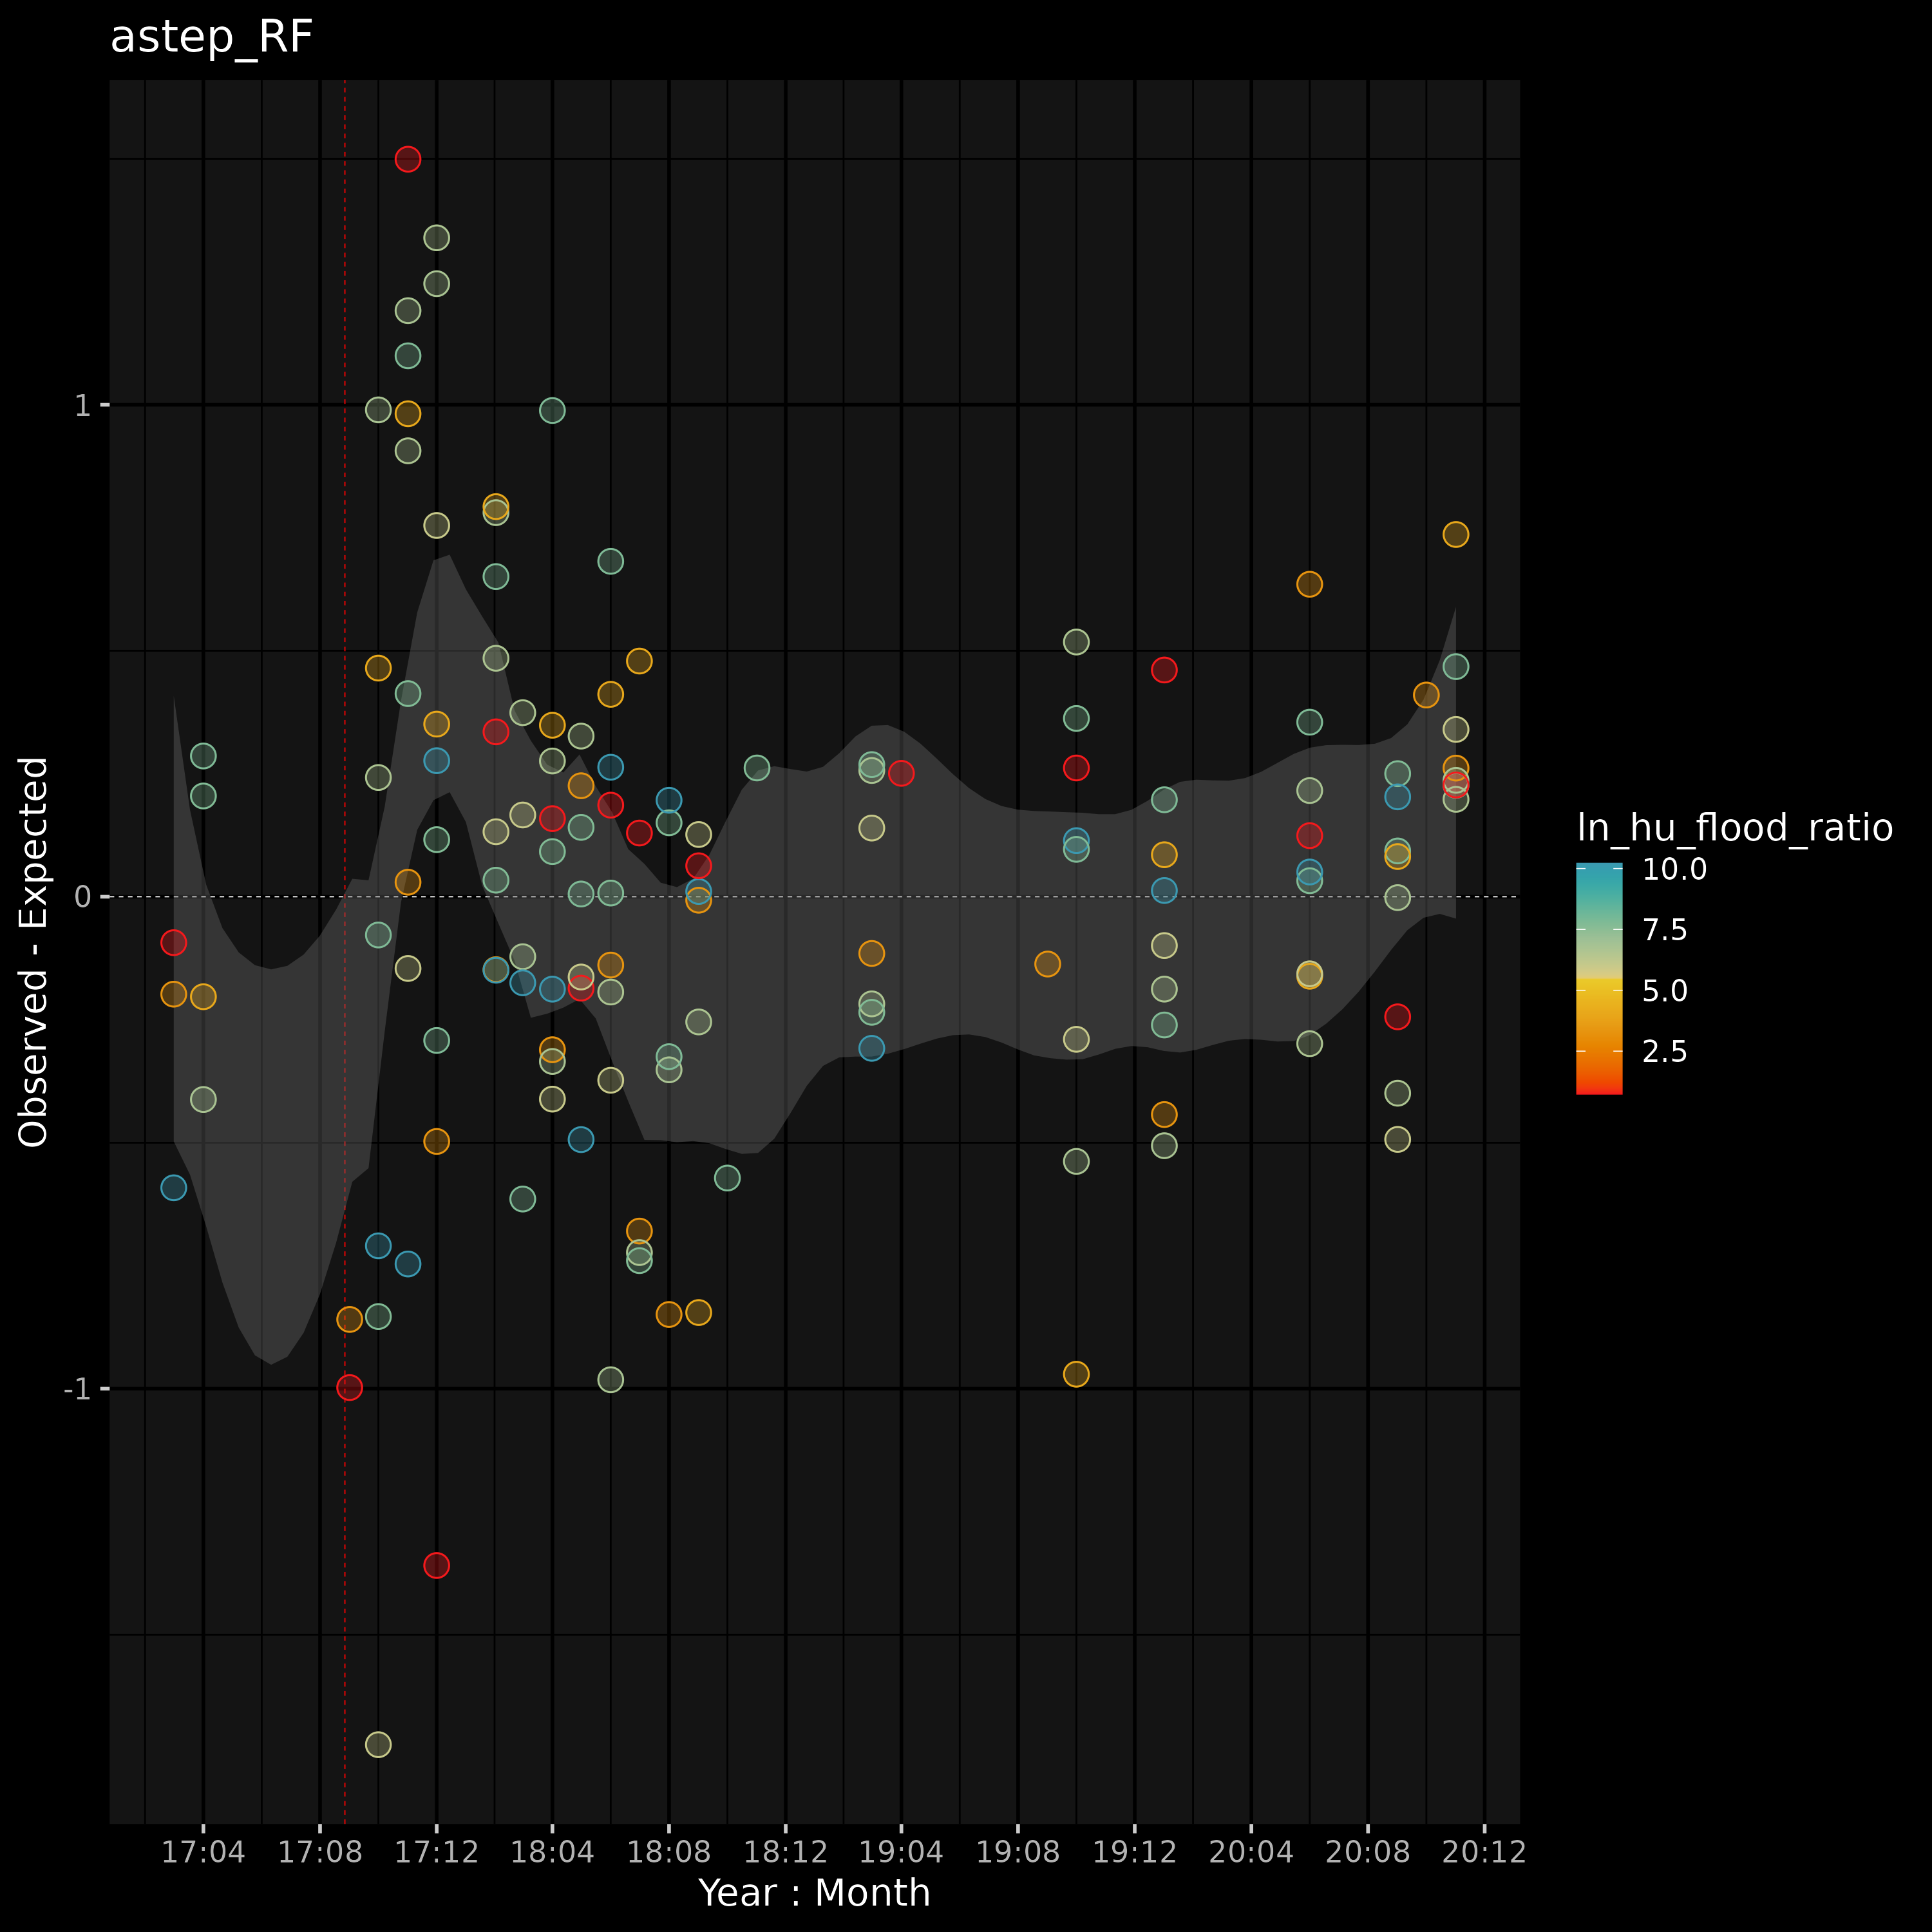 astep_RF
Observed - Expected
1
0
-1
17:04 17:08 17:12 18:04 18:08 18:12 19:04 19:08 19:12 20:04 20:08 20:12
Year : Month
ln_hu_flood_ratio
10.0
7.5
5.0
2.5